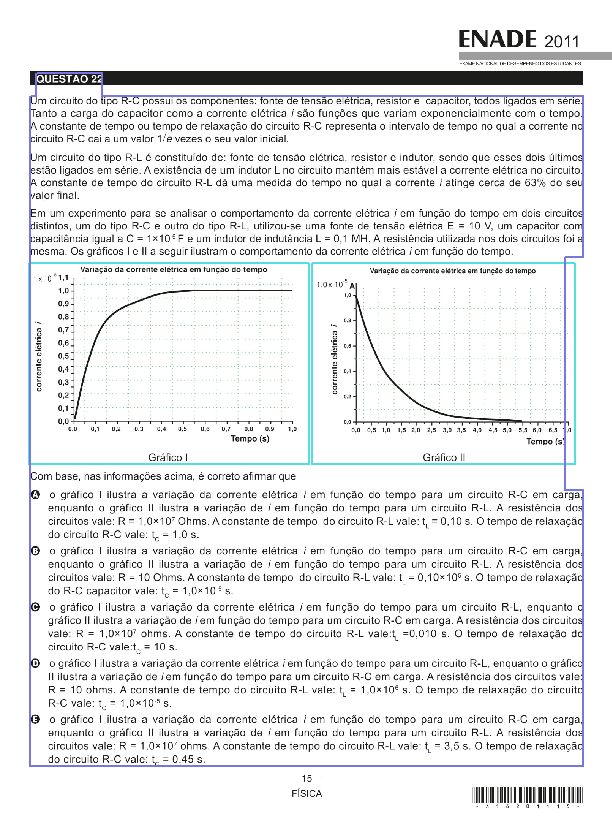 ENADE 2011
EXAME NACIONAL DE DESEMPENHO DOS ESTUDANTES
QUESTÃO 22
Um circuito do tipo R-C possui os componentes: fonte de tensão elétrica, resistor e capacitor, todos ligados em série.
Tanto a carga do capacitor como a corrente elétrica i são funções que variam exponencialmente com o tempo.
A constante de tempo ou tempo de relaxação do circuito R-C representa o intervalo de tempo no qual a corrente no
circuito R-C cai a um valor 1/e vezes o seu valor inicial.
Um circuito do tipo R-L é constituído de: fonte de tensão elétrica, resistor e indutor, sendo que esses dois últimos
estão ligados em série. A existência de um indutor L no circuito mantém mais estável a corrente elétrica no circuito.
A constante de tempo do circuito R-L dá uma medida do tempo no qual a corrente i atinge cerca de 63% do seu
valor final.
Em um experimento para se analisar o comportamento da corrente elétrica i em função do tempo em dois circuitos
distintos, um do tipo R-C e outro do tipo R-L, utilizou-se uma fonte de tensão elétrica E = 10 V, um capacitor com
capacitância igual a C = 1×10⁻⁶ F e um indutor de indutância L = 0,1 MH. A resistência utilizada nos dois circuitos foi a
mesma. Os gráficos I e II a seguir ilustram o comportamento da corrente elétrica i em função do tempo.
Variação da corrente elétrica em função do tempo
x 10⁻⁶
1,1
1,0
0,9
0,8
0,7
0,6
0,5
0,4
0,3
0,2
0,1
0,0
corrente elétrica i
0,0 0,1 0,2 0,3 0,4 0,5 0,6 0,7 0,8 0,9 1,0
Tempo (s)
Gráfico I
Variação da corrente elétrica em função do tempo
1,0 x 10⁻⁶ A
1,0
0,8
0,6
0,4
0,2
0,0
corrente elétrica i
0,0 0,5 1,0 1,5 2,0 2,5 3,0 3,5 4,0 4,5 5,0 5,5 6,0 6,5
Tempo (s)
Gráfico II
Com base, nas informações acima, é correto afirmar que
A o gráfico I ilustra a variação da corrente elétrica i em função do tempo para um circuito R-C em carga,
enquanto o gráfico II ilustra a variação de i em função do tempo para um circuito R-L. A resistência dos
circuitos vale: R = 1,0×10⁷ Ohms. A constante de tempo do circuito R-L vale: tL = 0,10 s. O tempo de relaxação
do circuito R-C vale: tC = 1,0 s.
B o gráfico I ilustra a variação da corrente elétrica i em função do tempo para um circuito R-C em carga,
enquanto o gráfico II ilustra a variação de i em função do tempo para um circuito R-L. A resistência dos
circuitos vale: R = 10 Ohms. A constante de tempo do circuito R-L vale: tL = 0,10×10⁶ s. O tempo de relaxação
do R-C capacitor vale: tC = 1,0×10⁻⁶ s.
C o gráfico I ilustra a variação da corrente elétrica i em função do tempo para um circuito R-L, enquanto o
gráfico II ilustra a variação de i em função do tempo para um circuito R-C em carga. A resistência dos circuitos
vale: R = 1,0×10⁷ ohms. A constante de tempo do circuito R-L vale:tL =0,010 s. O tempo de relaxação do
circuito R-C vale:tC = 10 s.
D o gráfico I ilustra a variação da corrente elétrica i em função do tempo para um circuito R-L, enquanto o gráfico
II ilustra a variação de i em função do tempo para um circuito R-C em carga. A resistência dos circuitos vale:
R = 10 ohms. A constante de tempo do circuito R-L vale: tL = 1,0×10⁶ s. O tempo de relaxação do circuito
R-C vale: tC = 1,0×10⁻⁵ s.
E o gráfico I ilustra a variação da corrente elétrica i em função do tempo para um circuito R-C em carga,
enquanto o gráfico II ilustra a variação de i em função do tempo para um circuito R-L. A resistência dos
circuitos vale: R = 1,0×10⁷ ohms. A constante de tempo do circuito R-L vale: tL = 3,5 s. O tempo de relaxação
do circuito R-C vale: tC = 0,45 s.
15
FÍSICA